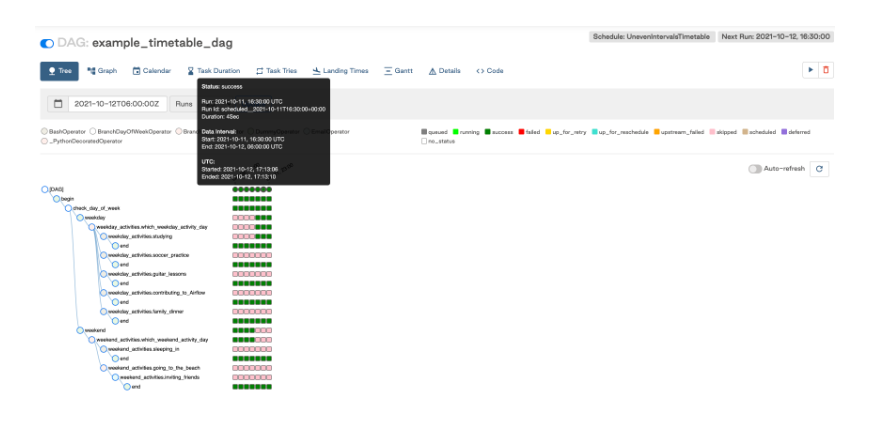 DAG: example_timetable_dag
Schedule: UnevenIntervalsTimetable
Next Run: 2021-10-12, 16:30:00
Tree
Graph
Calendar
Task Duration
Task Tries
Landing Times
Gantt
Details
<> Code
2021-10-12T06:00:00Z
Runs
Status: success
Run: 2021-10-11, 16:30:00 UTC
Run Id: scheduled__2021-10-11T16:30:00+00:00
Duration: 4Sec
Data Interval:
Start: 2021-10-11, 16:30:00 UTC
End: 2021-10-12, 06:00:00 UTC
UTC:
Started: 2021-10-12, 17:13:06
Ended: 2021-10-12, 17:13:10
BashOperator
BranchDayOfWeekOperator
_PythonDecoratedOperator
queued
running
success
failed
up_for_retry
up_for_reschedule
upstream_failed
skipped
scheduled
deferred
no_status
Auto-refresh
[DAG]
begin
check_day_of_week
weekday
weekday_activities.which_weekday_activity_day
weekday_activities.studying
end
weekday_activities.soccer_practice
end
weekday_activities.guitar_lessons
end
weekday_activities.contributing_to_Airflow
end
weekday_activities.family_dinner
end
weekend
weekend_activities.which_weekend_activity_day
weekend_activities.sleeping_in
end
weekend_activities.going_to_the_beach
weekend_activities.inviting_friends
end